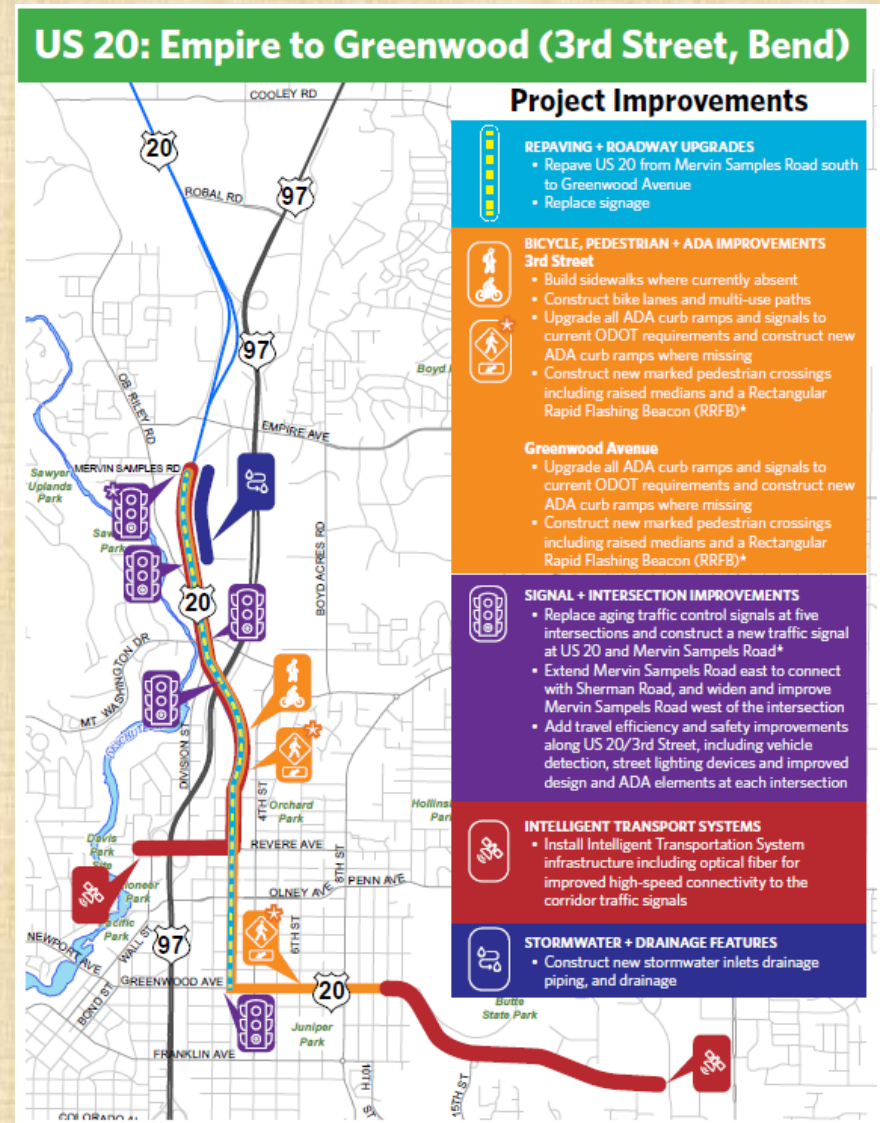 US 20: Empire to Greenwood (3rd Street, Bend)
Project Improvements
REPAVING + ROADWAY UPGRADES
• Repave US 20 from Mervin Samples Road south
to Greenwood Avenue
• Replace signage
BICYCLE, PEDESTRIAN + ADA IMPROVEMENTS
3rd Street
• Build sidewalks where currently absent
• Construct bike lanes and multi-use paths
• Upgrade all ADA curb ramps and signals to
current ODOT requirements and construct new
ADA curb ramps where missing
• Construct new marked pedestrian crossings
including raised medians and a Rectangular
Rapid Flashing Beacon (RRFB)*
Greenwood Avenue
• Upgrade all ADA curb ramps and signals to
current ODOT requirements and construct new
ADA curb ramps where missing
• Construct new marked pedestrian crossings
including raised medians and a Rectangular
Rapid Flashing Beacon (RRFB)*
SIGNAL + INTERSECTION IMPROVEMENTS
• Replace aging traffic control signals at five
intersections and construct a new traffic signal
at US 20 and Mervin Sampels Road*
• Extend Mervin Sampels Road east to connect
with Sherman Road, and widen and improve
Mervin Sampels Road west of the intersection
• Add travel efficiency and safety improvements
along US 20/3rd Street, including vehicle
detection, street lighting devices and improved
design and ADA elements at each intersection
INTELLIGENT TRANSPORT SYSTEMS
• Install Intelligent Transportation System
infrastructure including optical fiber for
improved high-speed connectivity to the
corridor traffic signals
STORMWATER + DRAINAGE FEATURES
• Construct new stormwater inlets drainage
piping, and drainage
COOLEY RD
20
ROBAL RD
97
97
Boyd
OB RILEY RD
EMPIRE AVE
MERVIN SAMPLES RD
Sawyer
Uplands
Park
Park
BOYD ACRES RD
20
MT. WASHINGTON DR
DIVISION ST
4TH ST
Orchard
Park
REVERE AVE
Davis
Park
8TH ST
PENN AVE
OLNEY AVE
Park
6TH ST
WALL ST
97
NEWPORT AVE
BOND ST
GREENWOOD AVE
20
Butte
State Park
Juniper
Park
FRANKLIN AVE
10TH ST
15TH ST